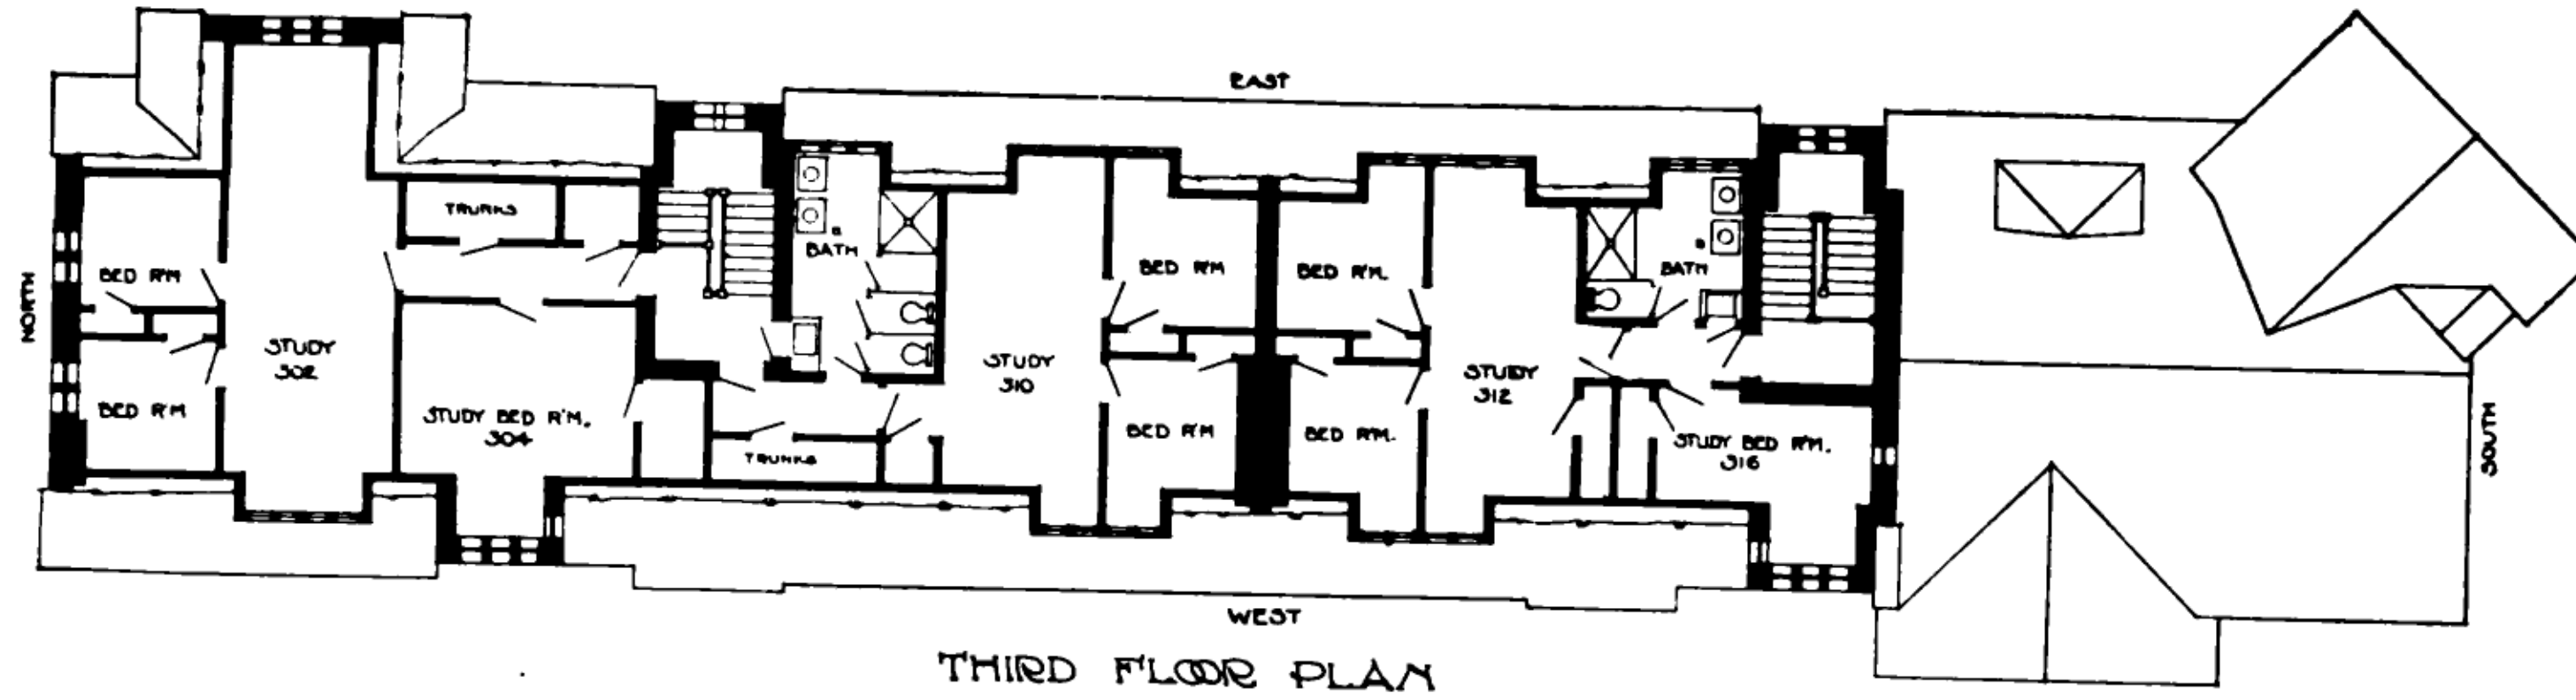 EAST
TRUNKS
BATH
BATH
BED R'M
BED R'M
BED R'M.
NORTH
STUDY
302
STUDY
310
STUDY
312
BED R'M
STUDY BED R'M.
304
BED R'M
BED R'M.
STUDY BED R'M.
316
TRUNKS
SOUTH
WEST
THIRD FLOOR PLAN